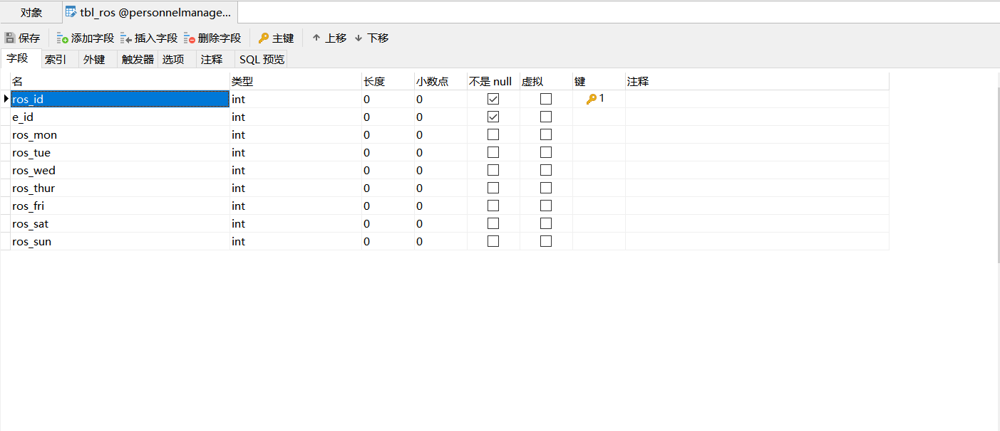 对象 tbl_ros @personnelmanage...
保存 添加字段 插入字段 删除字段 主键 上移 下移
字段 索引 外键 触发器 选项 注释 SQL 预览
名 类型 长度 小数点 不是 null 虚拟 键 注释
ros_id int 0 0 1
e_id int 0 0
ros_mon int 0 0
ros_tue int 0 0
ros_wed int 0 0
ros_thur int 0 0
ros_fri int 0 0
ros_sat int 0 0
ros_sun int 0 0